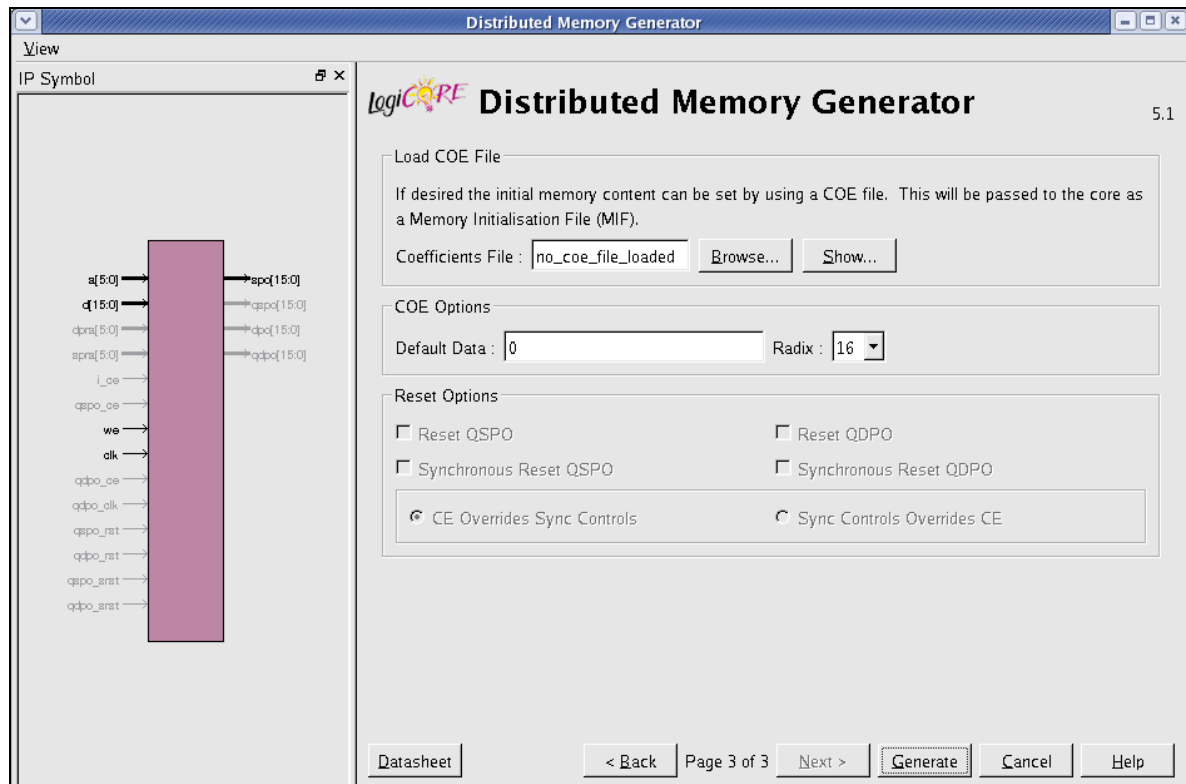 Distributed Memory Generator
View
IP Symbol
a[5:0]
d[15:0]
dpra[5:0]
spra[5:0]
i_ce
qspo_ce
we
clk
qdpo_ce
qdpo_clk
qspo_rst
qdpo_rst
qspo_srst
qdpo_srst
spo[15:0]
qspo[15:0]
dpo[15:0]
qdpo[15:0]
LogiCORE Distributed Memory Generator 5.1
Load COE File
If desired the initial memory content can be set by using a COE file. This will be passed to the core as
a Memory Initialisation File (MIF).
Coefficients File : no_coe_file_loaded Browse... Show...
COE Options
Default Data : 0 Radix : 16
Reset Options
Reset QSPO Reset QDPO
Synchronous Reset QSPO Synchronous Reset QDPO
CE Overrides Sync Controls Sync Controls Overrides CE
Datasheet < Back Page 3 of 3 Next > Generate Cancel Help